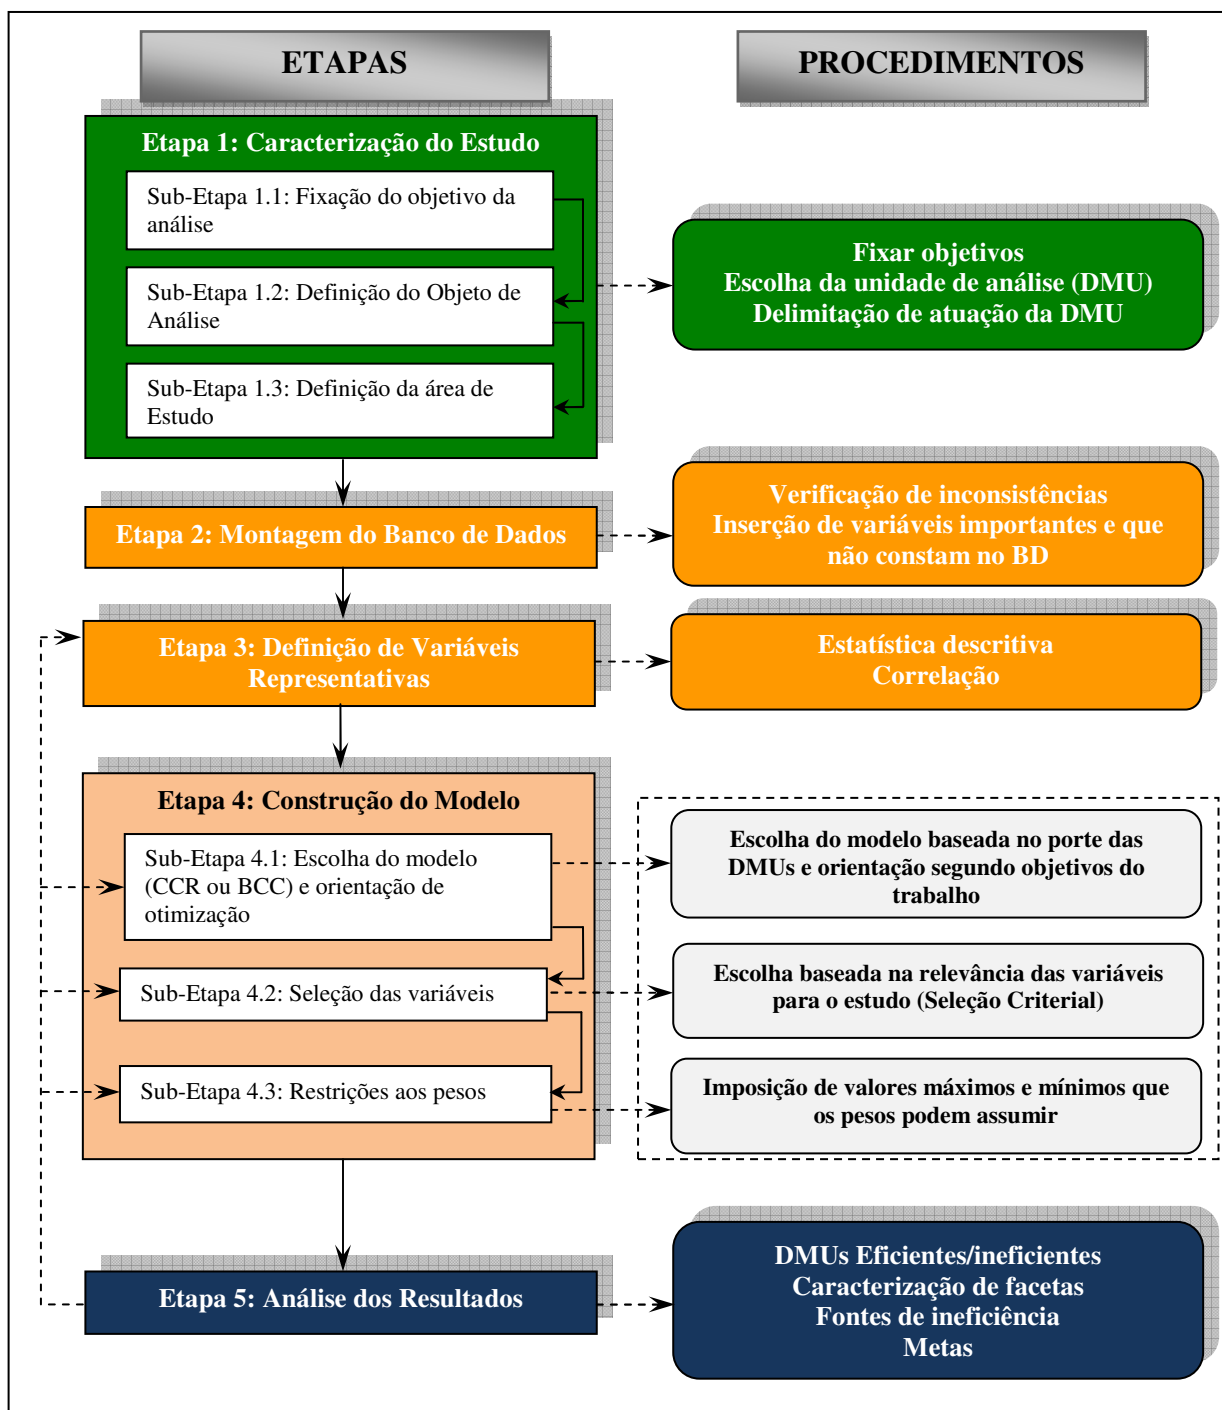 ETAPAS
PROCEDIMENTOS
Etapa 1: Caracterização do Estudo
Sub-Etapa 1.1: Fixação do objetivo da
análise
Sub-Etapa 1.2: Definição do Objeto de
Análise
Sub-Etapa 1.3: Definição da área de
Estudo
Fixar objetivos
Escolha da unidade de análise (DMU)
Delimitação de atuação da DMU
Etapa 2: Montagem do Banco de Dados
Verificação de inconsistências
Inserção de variáveis importantes e que
não constam no BD
Etapa 3: Definição de Variáveis
Representativas
Estatística descritiva
Correlação
Etapa 4: Construção do Modelo
Sub-Etapa 4.1: Escolha do modelo
(CCR ou BCC) e orientação de
otimização
Escolha do modelo baseada no porte das
DMUs e orientação segundo objetivos do
trabalho
Sub-Etapa 4.2: Seleção das variáveis
Escolha baseada na relevância das variáveis
para o estudo (Seleção Criterial)
Sub-Etapa 4.3: Restrições aos pesos
Imposição de valores máximos e mínimos que
os pesos podem assumir
Etapa 5: Análise dos Resultados
DMUs Eficientes/ineficientes
Caracterização de facetas
Fontes de ineficiência
Metas